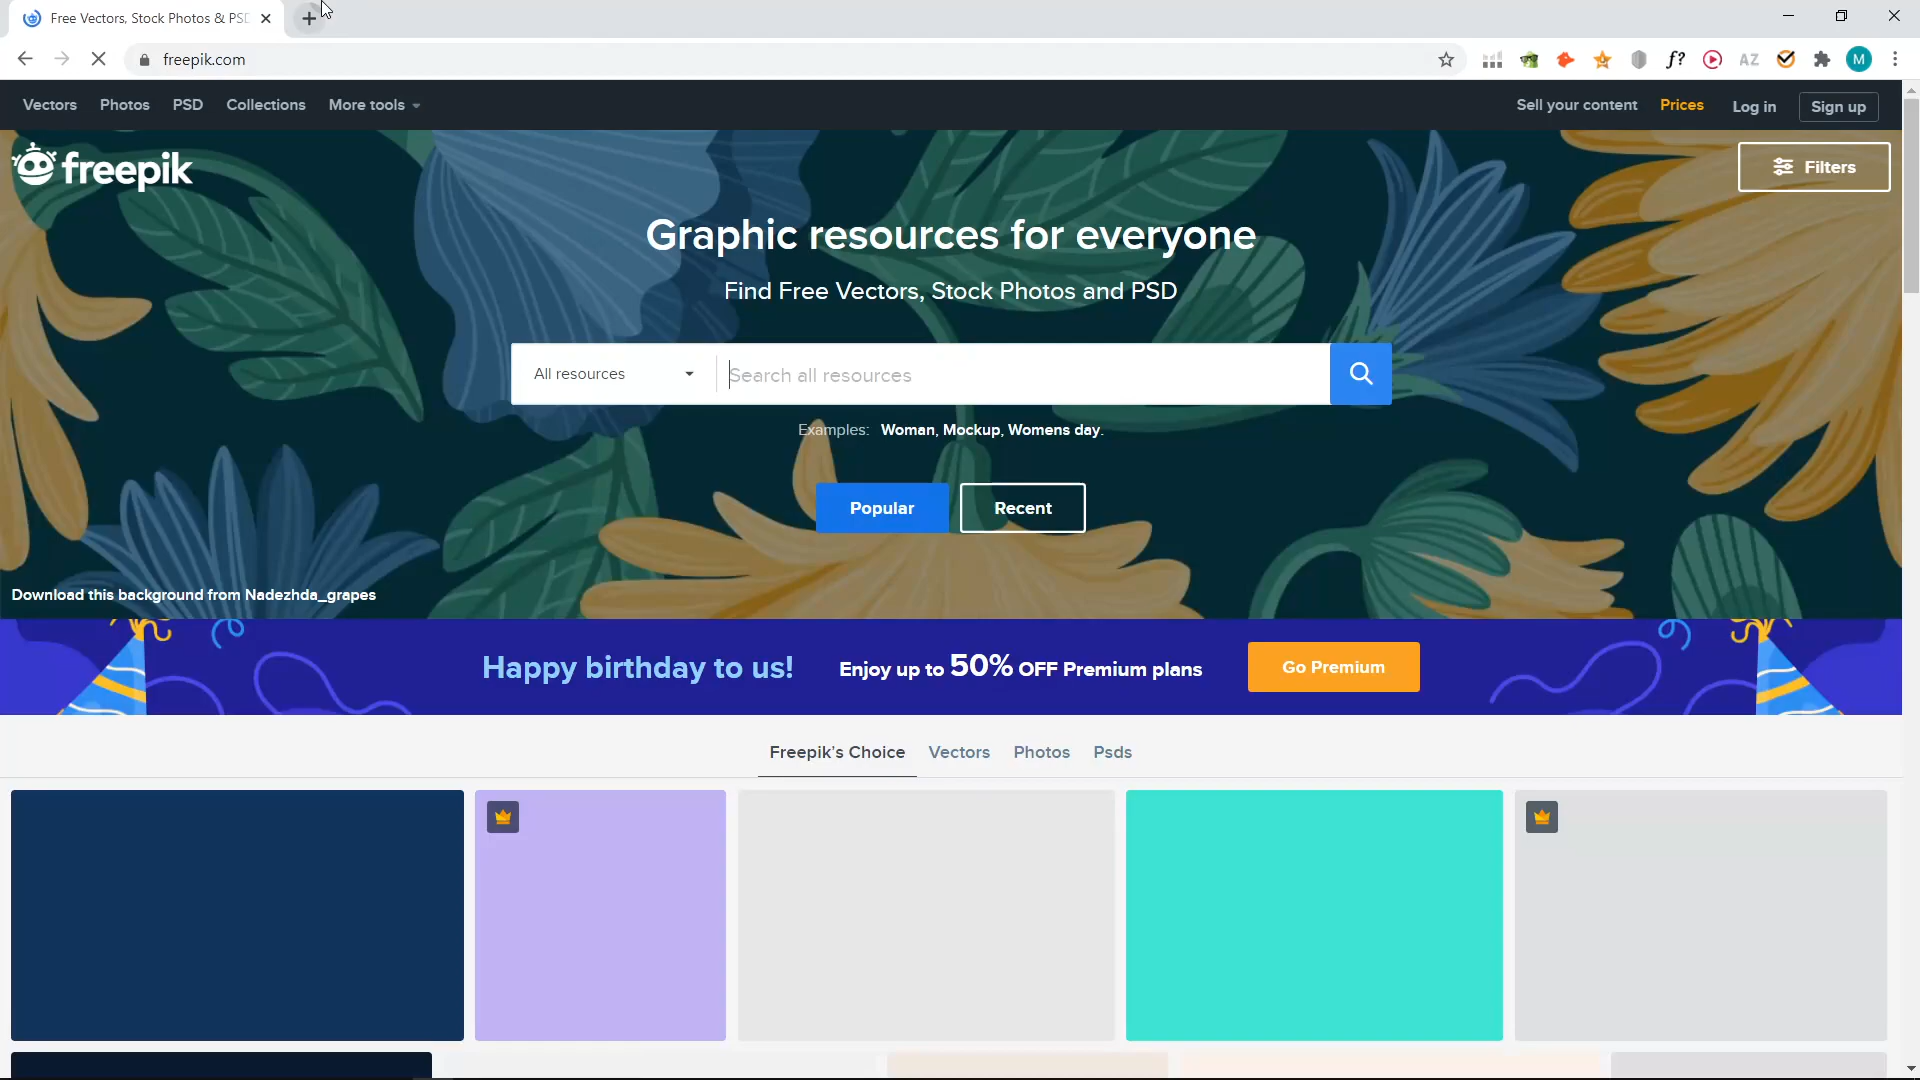 Free Vectors, Stock Photos & PSD
freepik.com
f?
AZ
M
Vectors
Photos
PSD
Collections
More tools
Sell your content
Prices
Log in
Sign up
freepik
Filters
Graphic resources for everyone
Find Free Vectors, Stock Photos and PSD
All resources
Search all resources
Examples: Woman, Mockup, Womens day.
Popular
Recent
Download this background from Nadezhda_grapes
Happy birthday to us!
Enjoy up to 50% OFF Premium plans
Go Premium
Freepik's Choice
Vectors
Photos
Psds